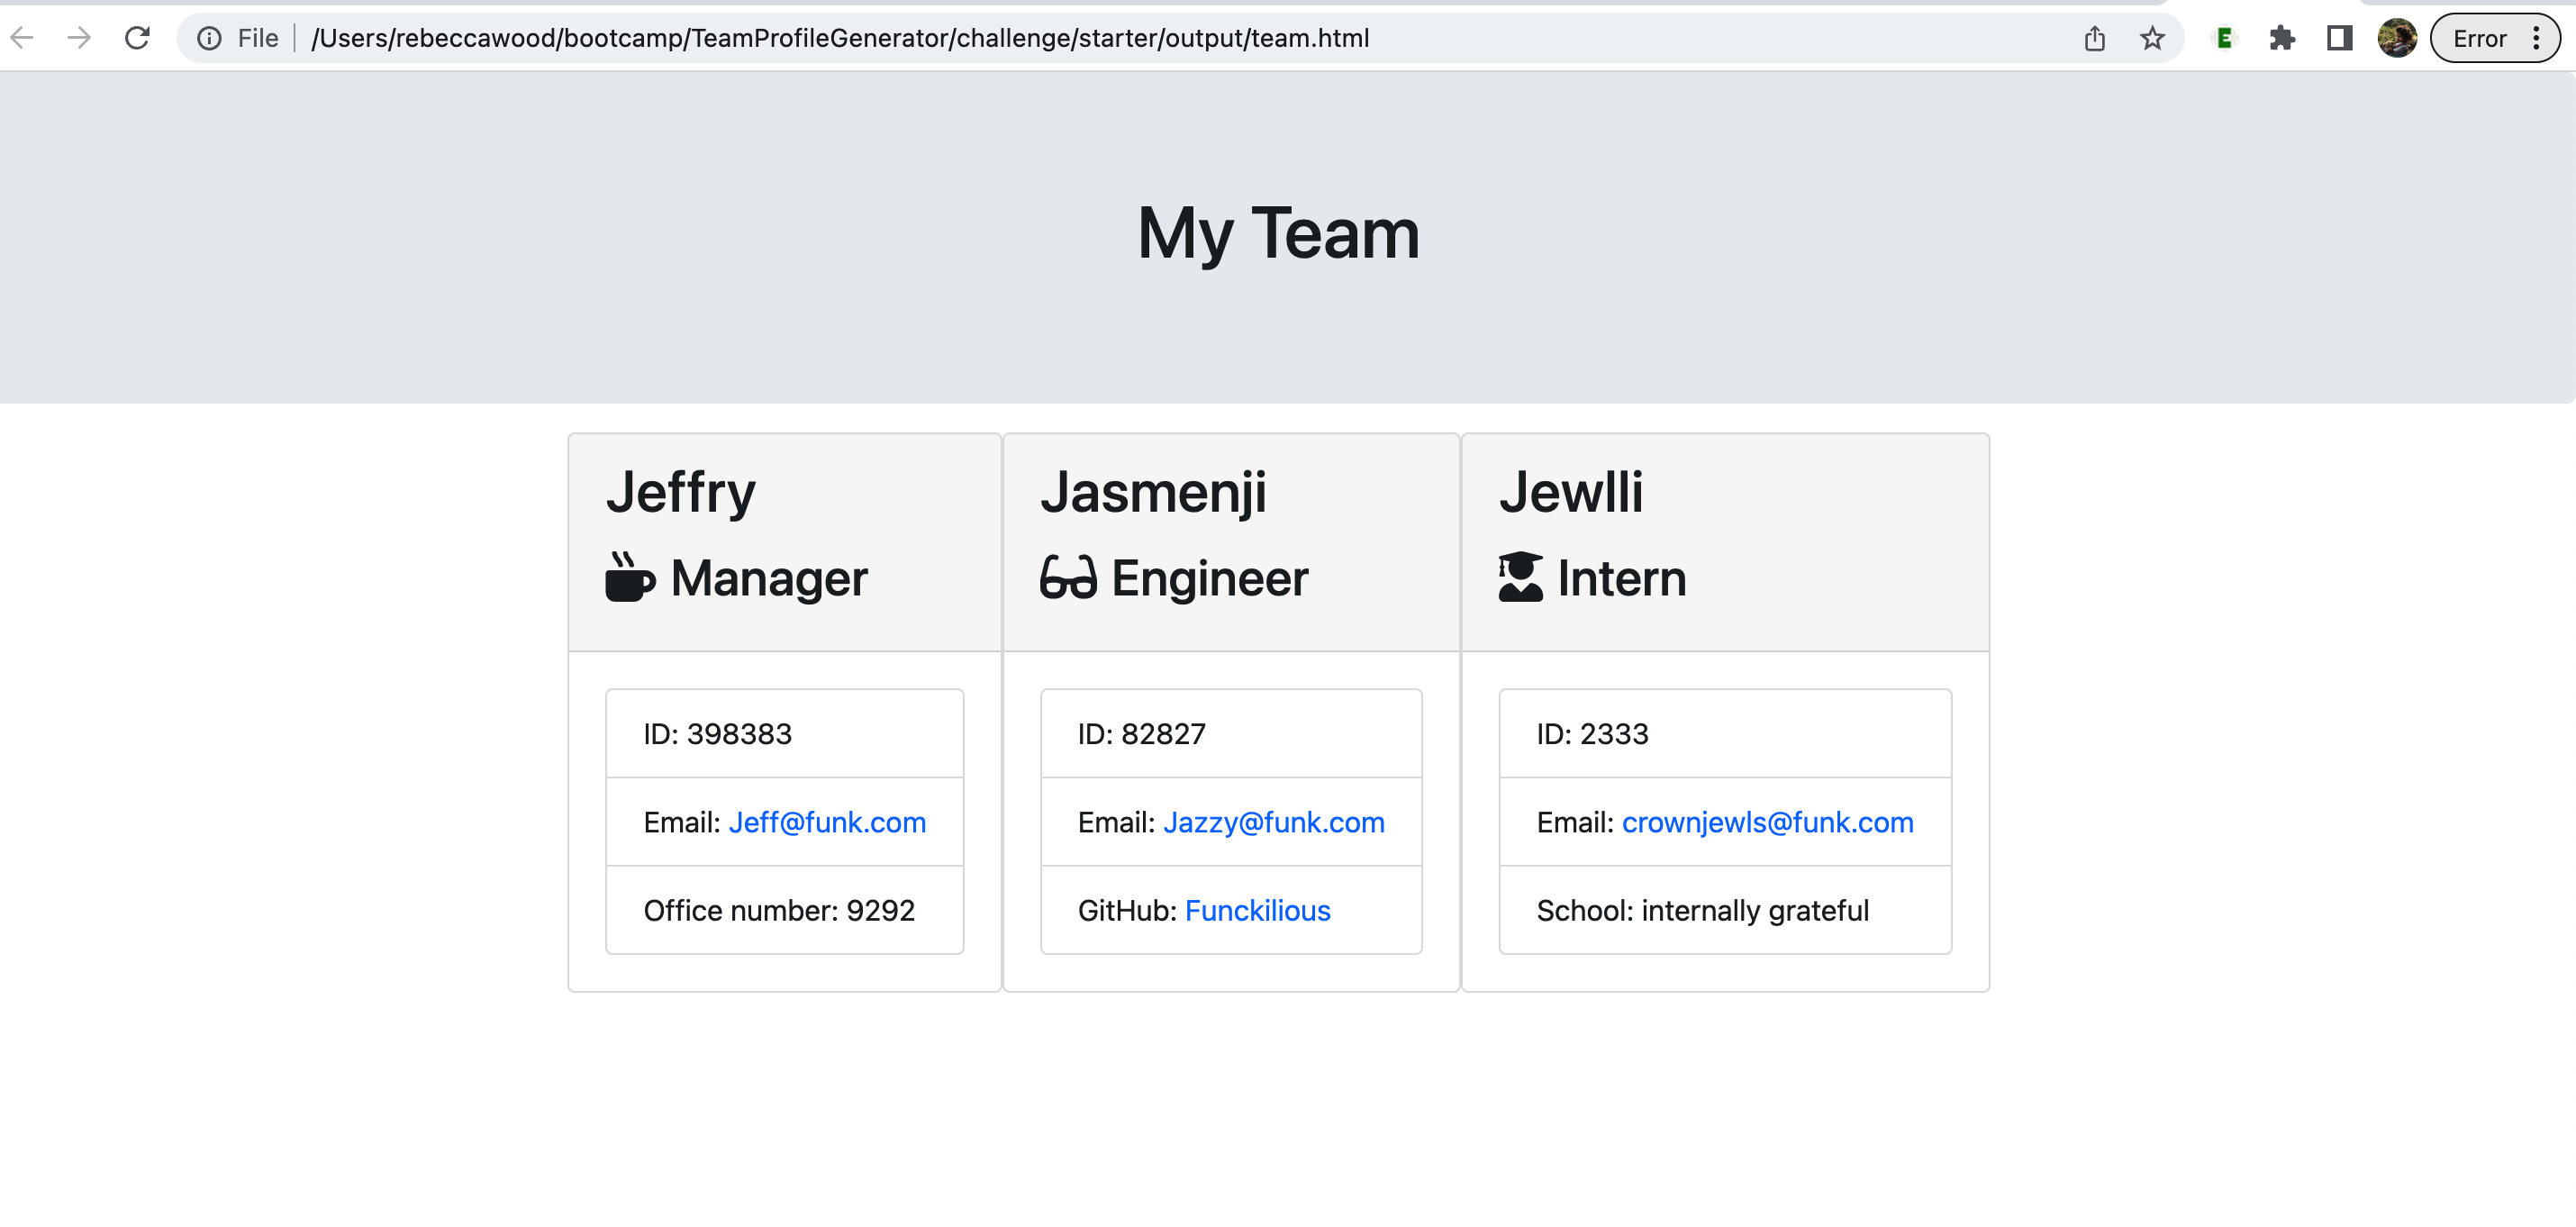 File /Users/rebeccawood/bootcamp/TeamProfileGenerator/challenge/starter/output/team.html E Error
My Team
Jeffry
Manager
ID: 398383
Email: Jeff@funk.com
Office number: 9292
Jasmenji
Engineer
ID: 82827
Email: Jazzy@funk.com
GitHub: Funckilious
Jewlli
Intern
ID: 2333
Email: crownjewls@funk.com
School: internally grateful